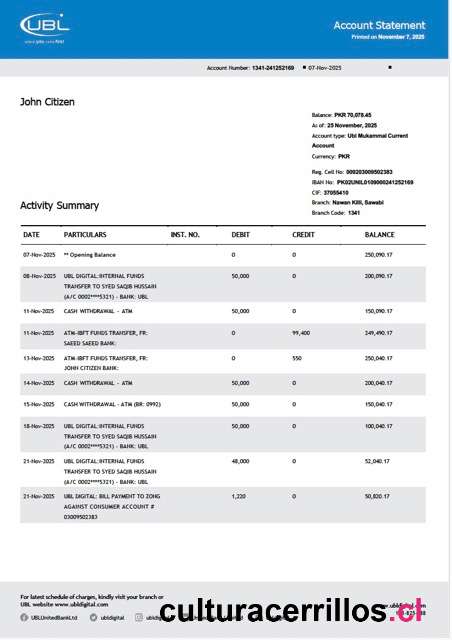 UBL
where you come first
Account Statement
Printed on November 7, 2025
Account Number: 1341-241252169 ■ 07-Nov-2025 ■
John Citizen
Balance: PKR 70,078.45
As of: 25 November, 2025
Account type: Ubl Mukammal Current
Account
Currency: PKR
Reg. Cell No: 009203009502383
IBAN No: PK02UNIL0109000241252169
CIF: 37055410
Branch: Nawan Killi, Sawabi
Branch Code: 1341
Activity Summary
DATE PARTICULARS INST. NO. DEBIT CREDIT BALANCE
07-Nov-2025 ** Opening Balance 0 0 250,090.17
08-Nov-2025 UBL DIGITAL:INTERNAL FUNDS 50,000 0 200,090.17
TRANSFER TO SYED SAQIB HUSSAIN
(A/C 0002****5321) - BANK: UBL
11-Nov-2025 CASH WITHDRAWAL - ATM 50,000 0 150,090.17
11-Nov-2025 ATM-IBFT FUNDS TRANSFER, FR: 0 99,400 249,490.17
SAEED SAEED BANK:
13-Nov-2025 ATM-IBFT FUNDS TRANSFER, FR: 0 550 250,040.17
JOHN CITIZEN BANK:
14-Nov-2025 CASH WITHDRAWAL - ATM 50,000 0 200,040.17
15-Nov-2025 CASH WITHDRAWAL - ATM (BR: 0992) 50,000 0 150,040.17
18-Nov-2025 UBL DIGITAL:INTERNAL FUNDS 50,000 0 100,040.17
TRANSFER TO SYED SAQIB HUSSAIN
(A/C 0002****5321) - BANK: UBL
21-Nov-2025 UBL DIGITAL:INTERNAL FUNDS 48,000 0 52,040.17
TRANSFER TO SYED SAQIB HUSSAIN
(A/C 0002****5321) - BANK: UBL
21-Nov-2025 UBL DIGITAL: BILL PAYMENT TO ZONG 1,220 0 50,820.17
AGAINST CONSUMER ACCOUNT #
03009502383
For latest schedule of charges, kindly visit your branch or
UBL website www.ubldigital.com
www.ubldigital.com
UBLUnitedBankLtd ubldigital
culturacerrillos.cl